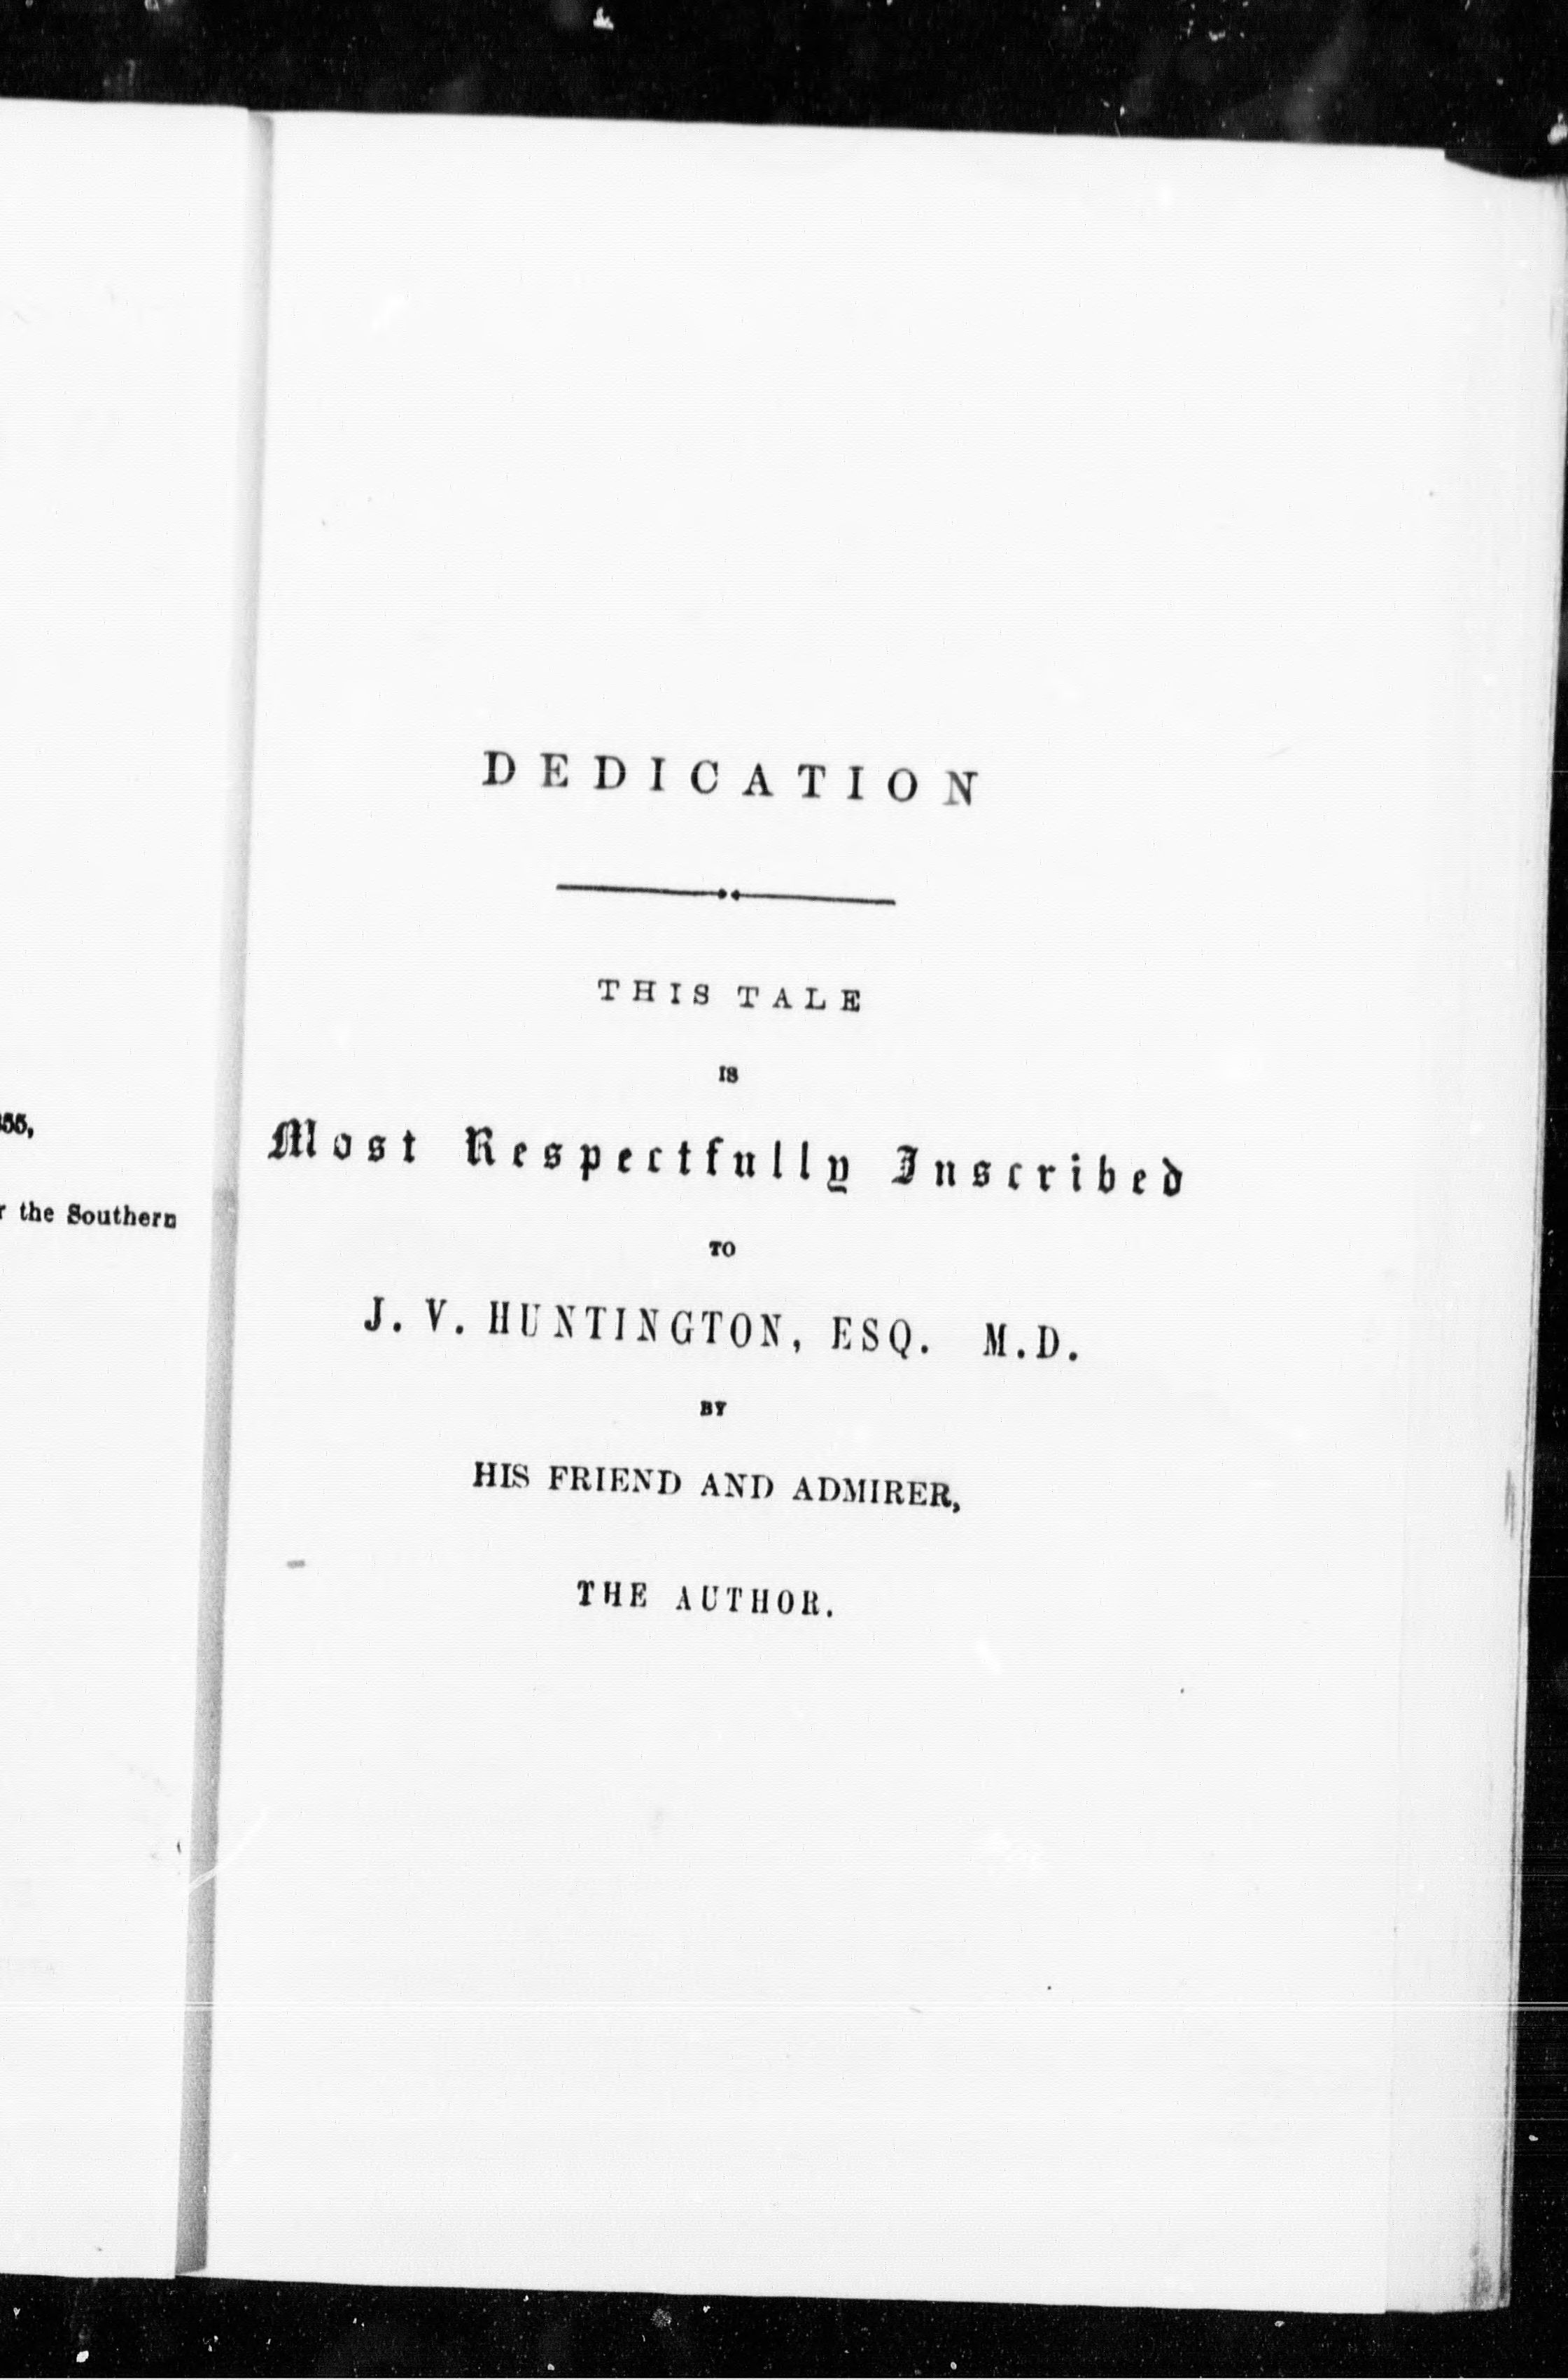 55,
the Southern
DEDICATION
THIS TALE
IS
Most Respectfully Inscribed
TO
J. V. HUNTINGTON, ESQ. M.D.
BY
HIS FRIEND AND ADMIRER,
THE AUTHOR.